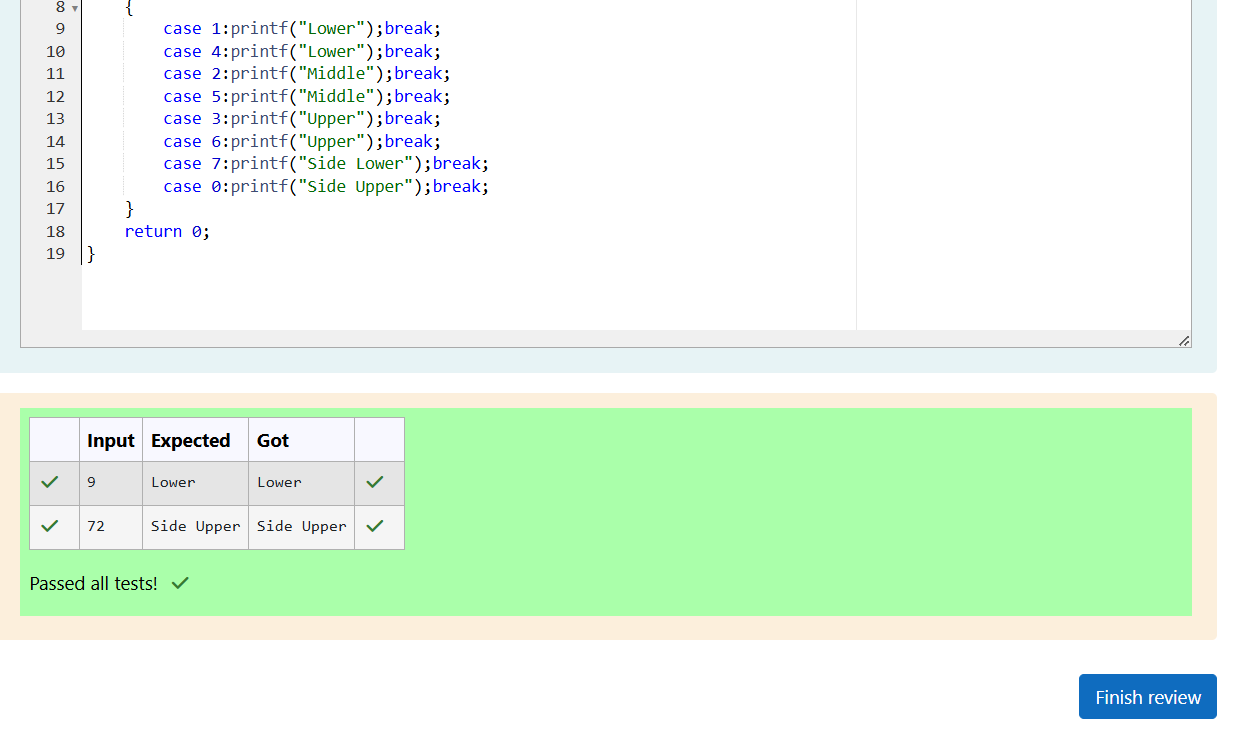 8 {
9 case 1:printf("Lower");break;
10 case 4:printf("Lower");break;
11 case 2:printf("Middle");break;
12 case 5:printf("Middle");break;
13 case 3:printf("Upper");break;
14 case 6:printf("Upper");break;
15 case 7:printf("Side Lower");break;
16 case 0:printf("Side Upper");break;
17 }
18 return 0;
19 }
Input Expected Got
9 Lower Lower
72 Side Upper Side Upper
Passed all tests!
Finish review